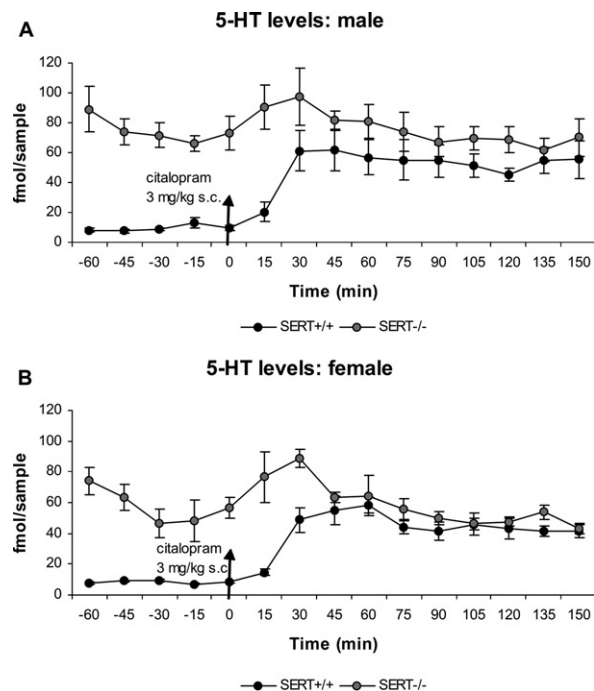 A
5-HT levels: male
fmol/sample
120
100
80
60
40
20
0
citalopram
3 mg/kg s.c.
-60 -45 -30 -15 0 15 30 45 60 75 90 105 120 135 150
Time (min)
SERT+/+ SERT-/-
B
5-HT levels: female
fmol/sample
120
100
80
60
40
20
0
citalopram
3 mg/kg s.c
-60 -45 -30 -15 0 15 30 45 60 75 90 105 120 135 150
Time (min)
SERT+/+ SERT-/-